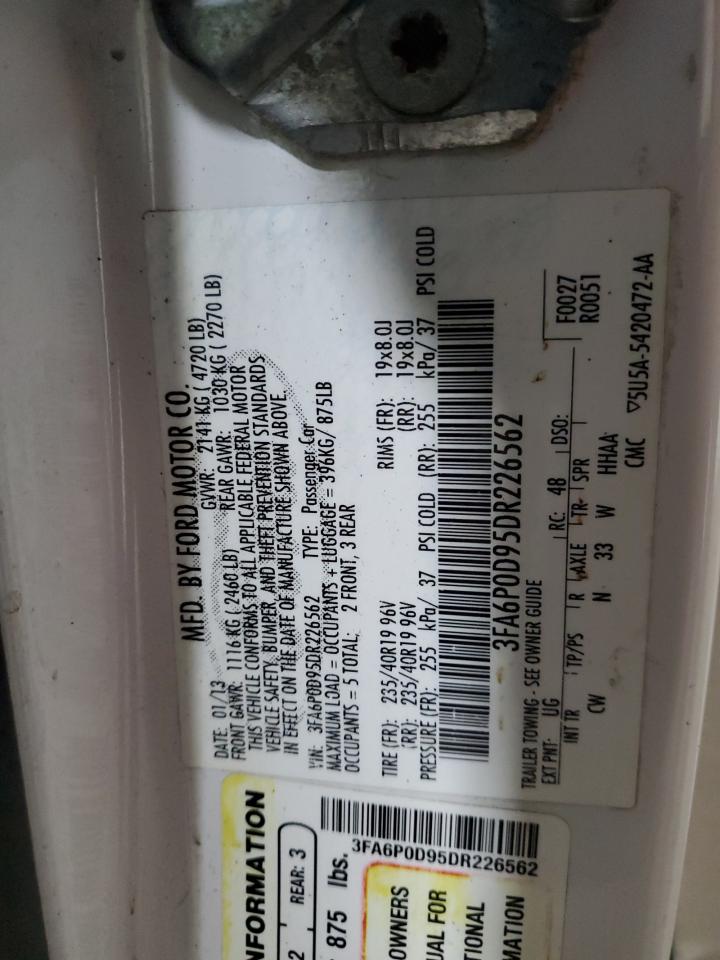 MFD. BY FORD MOTOR CO.
DATE: 01/13 GVWR: 2141 KG ( 4720 LB)
FRONT GAWR: 1116 KG ( 2460 LB) REAR GAWR: 1030 KG ( 2270 LB)
THIS VEHICLE CONFORMS TO ALL APPLICABLE FEDERAL MOTOR
VEHICLE SAFETY, BUMPER, AND THEFT PREVENTION STANDARDS
IN EFFECT ON THE DATE OF MANUFACTURE SHOWN ABOVE.
VIN: 3FA6P0D95DR226562 TYPE: Passenger Car
MAXIMUM LOAD = OCCUPANTS + LUGGAGE = 396KG/ 875LB
OCCUPANTS = 5 TOTAL: 2 FRONT, 3 REAR
TIRE (FR): 235/40R19 96V RIMS (FR): 19x8.0J
(RR): 235/40R19 96V (RR): 19x8.0J
PRESSURE (FR): 255 kPa/ 37 PSI COLD (RR): 255 kPa/ 37 PSI COLD
3FA6P0D95DR226562
TRAILER TOWING - SEE OWNER GUIDE
EXT PNT: UG RC: 48 DSO: F0027
R0051
INT TR TP/PS R AXLE TR SPR
CW N 33 W HHAA
CMC ▽5U5A-5420472-AA
NFORMATION
2 REAR: 3
875 lbs.
3FA6P0D95DR226562
OWNERS
UAL FOR
TIONAL
MATION